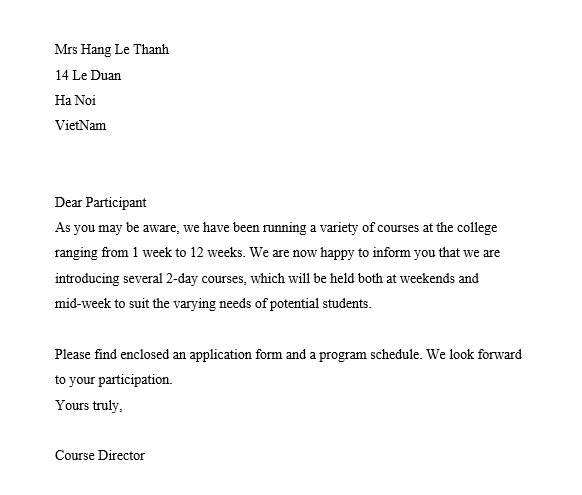 Mrs Hang Le Thanh
14 Le Duan
Ha Noi
VietNam
Dear Participant
As you may be aware, we have been running a variety of courses at the college
ranging from 1 week to 12 weeks. We are now happy to inform you that we are
introducing several 2-day courses, which will be held both at weekends and
mid-week to suit the varying needs of potential students.
Please find enclosed an application form and a program schedule. We look forward
to your participation.
Yours truly,
Course Director